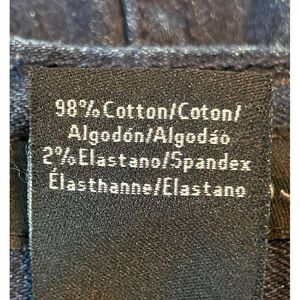 98% Cotton/Coton/
Algodón/Algodáo
2% Elastano/Spandex
Élasthanne/Elastano